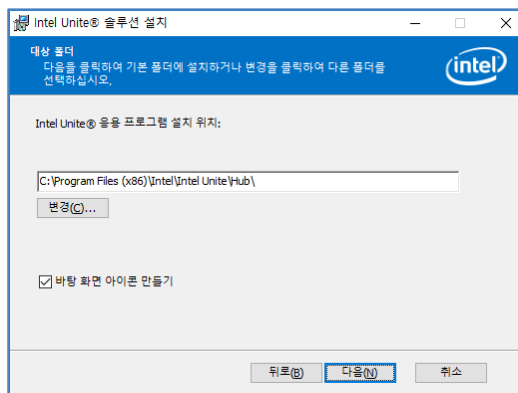 Intel Unite® 솔루션 설치
대상 폴더
다음을 클릭하여 기본 폴더에 설치하거나 변경을 클릭하여 다른 폴더를
선택하십시오.
intel
Intel Unite® 응용 프로그램 설치 위치:
C:\Program Files (x86)\Intel\Intel Unite\Hub\
변경(C)...
바탕 화면 아이콘 만들기
뒤로(B) 다음(N) 취소